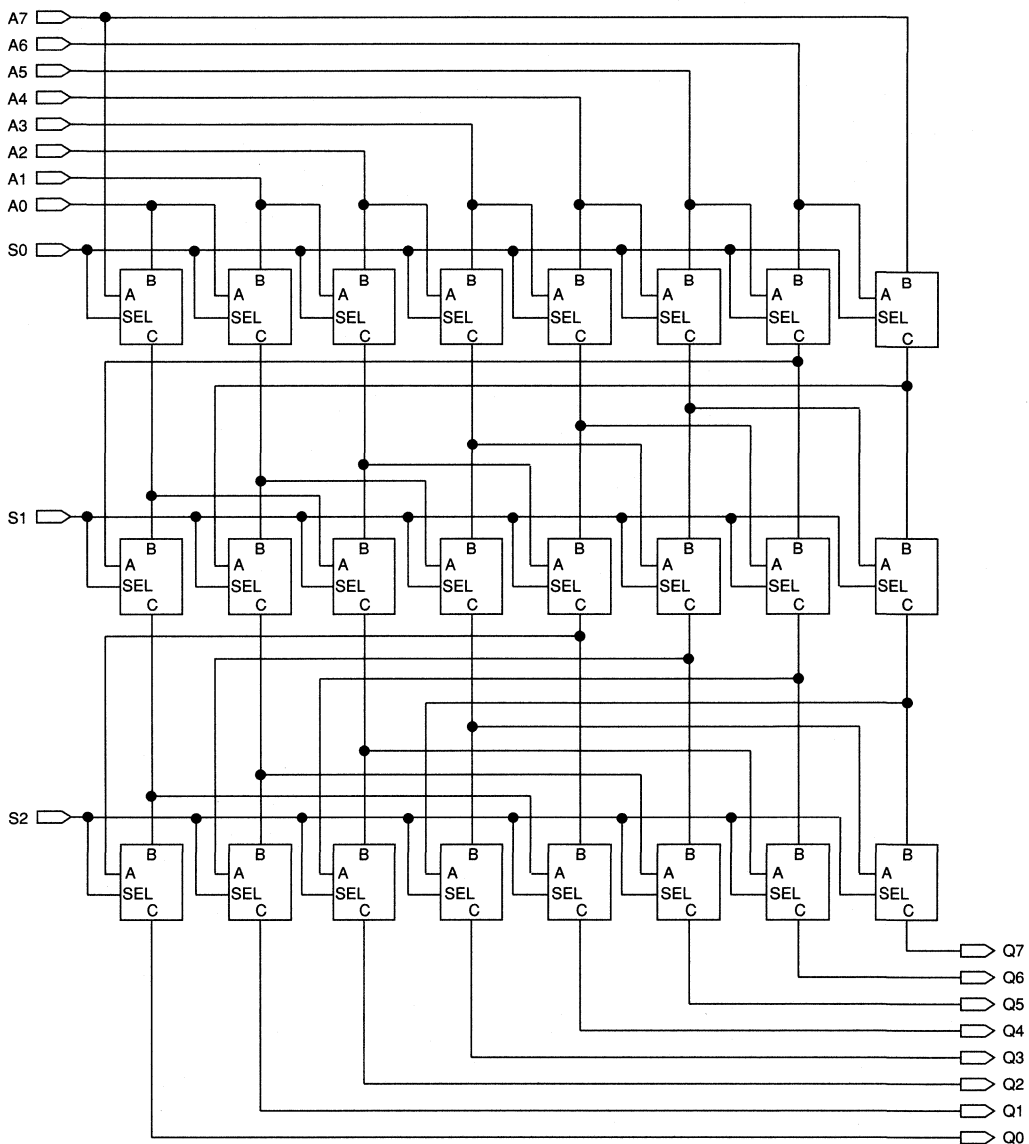 A7
A6
A5
A4
A3
A2
A1
A0
S0
B B B B B B B B
A A A A A A A A
SEL SEL SEL SEL SEL SEL SEL SEL
C C C C C C C C
S1
B B B B B B B B
A A A A A A A A
SEL SEL SEL SEL SEL SEL SEL SEL
C C C C C C C C
S2
B B B B B B B B
A A A A A A A A
SEL SEL SEL SEL SEL SEL SEL SEL
C C C C C C C C
Q7
Q6
Q5
Q4
Q3
Q2
Q1
Q0